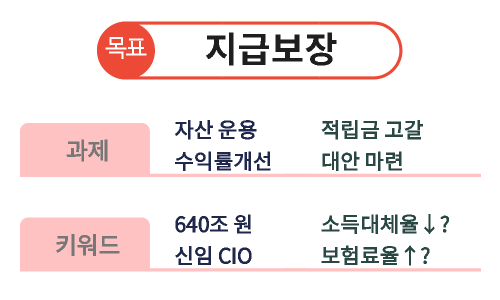 목표 지급보장
과제
자산 운용 적립금 고갈
수익률개선 대안 마련
키워드
640조 원 소득대체율↓?
신임 CIO 보험료율↑?